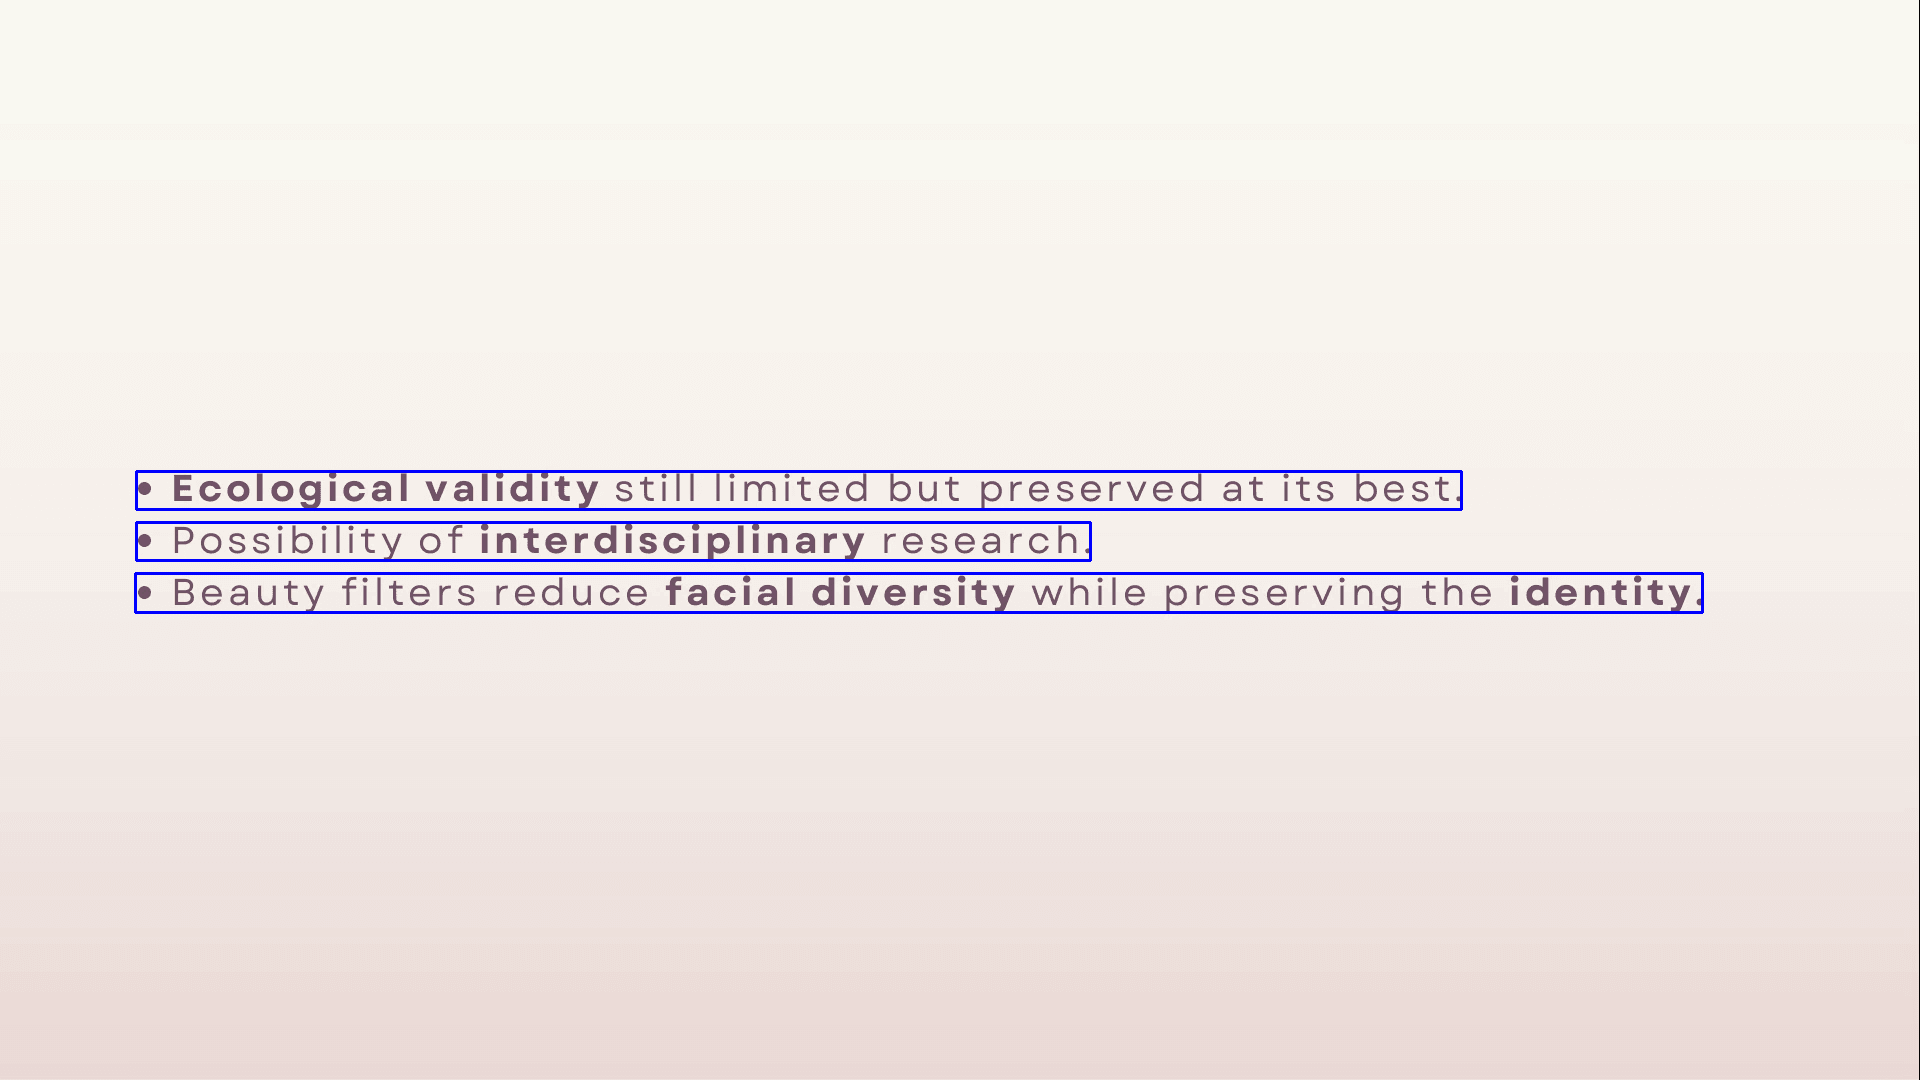 • Ecological validity still limited but preserved at its best.
• Possibility of interdisciplinary research.
• Beauty filters reduce facial diversity while preserving the identity.